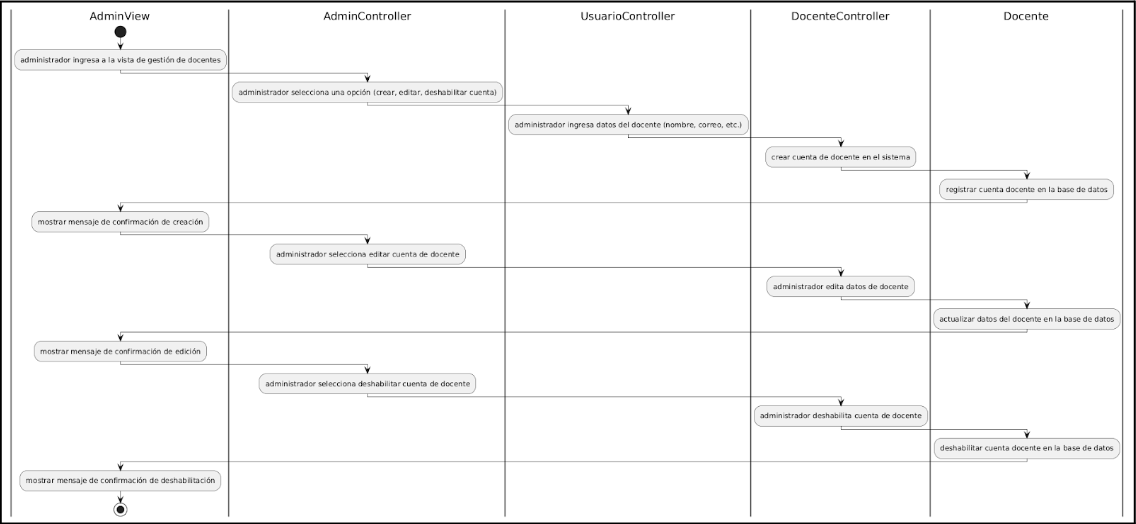 AdminView
AdminController
UsuarioController
DocenteController
Docente
administrador ingresa a la vista de gestión de docentes
administrador selecciona una opción (crear, editar, deshabilitar cuenta)
administrador ingresa datos del docente (nombre, correo, etc.)
crear cuenta de docente en el sistema
registrar cuenta docente en la base de datos
mostrar mensaje de confirmación de creación
administrador selecciona editar cuenta de docente
administrador edita datos de docente
actualizar datos del docente en la base de datos
mostrar mensaje de confirmación de edición
administrador selecciona deshabilitar cuenta de docente
administrador deshabilita cuenta de docente
deshabilitar cuenta docente en la base de datos
mostrar mensaje de confirmación de deshabilitación